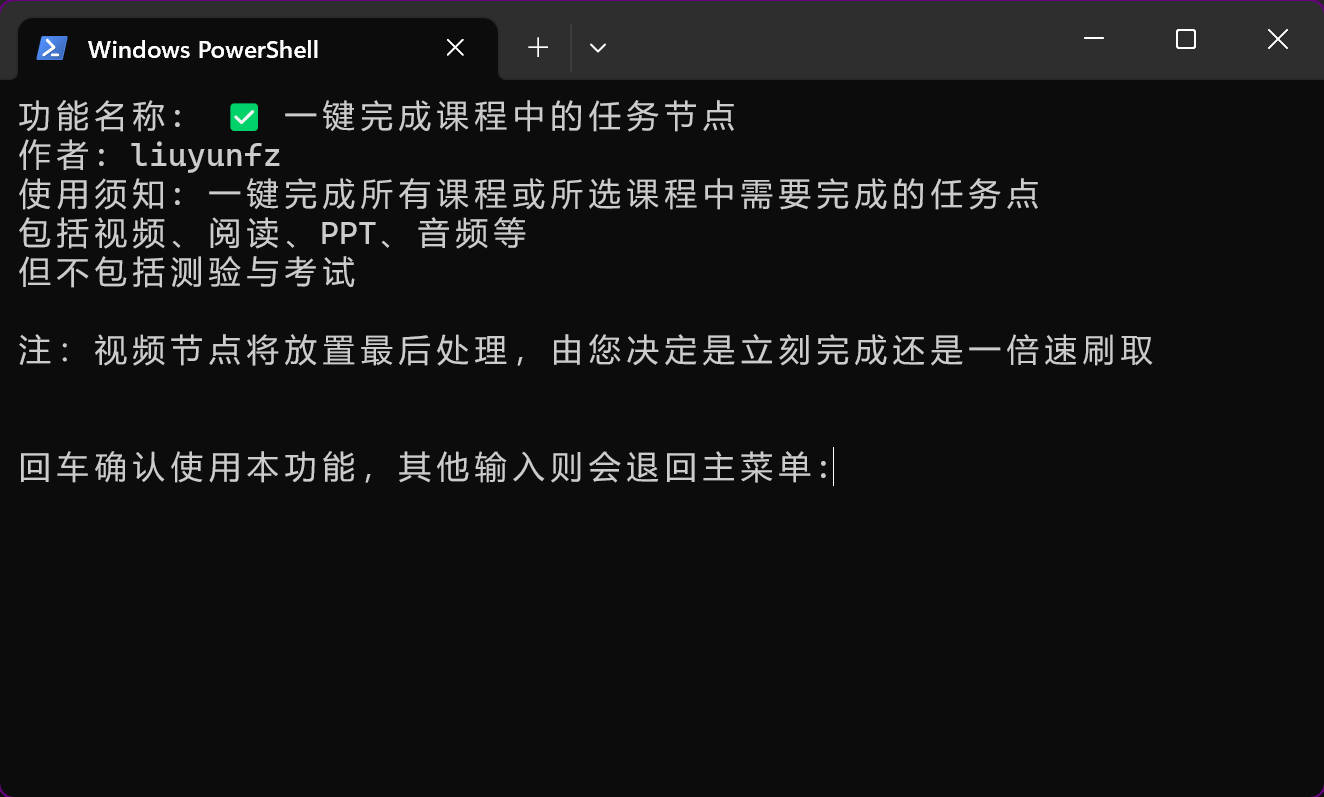 Windows PowerShell
功能名称： ✅ 一键完成课程中的任务节点
作者：liuyunfz
使用须知：一键完成所有课程或所选课程中需要完成的任务点
包括视频、阅读、PPT、音频等
但不包括测验与考试
注：视频节点将放置最后处理，由您决定是立刻完成还是一倍速刷取
回车确认使用本功能，其他输入则会退回主菜单: